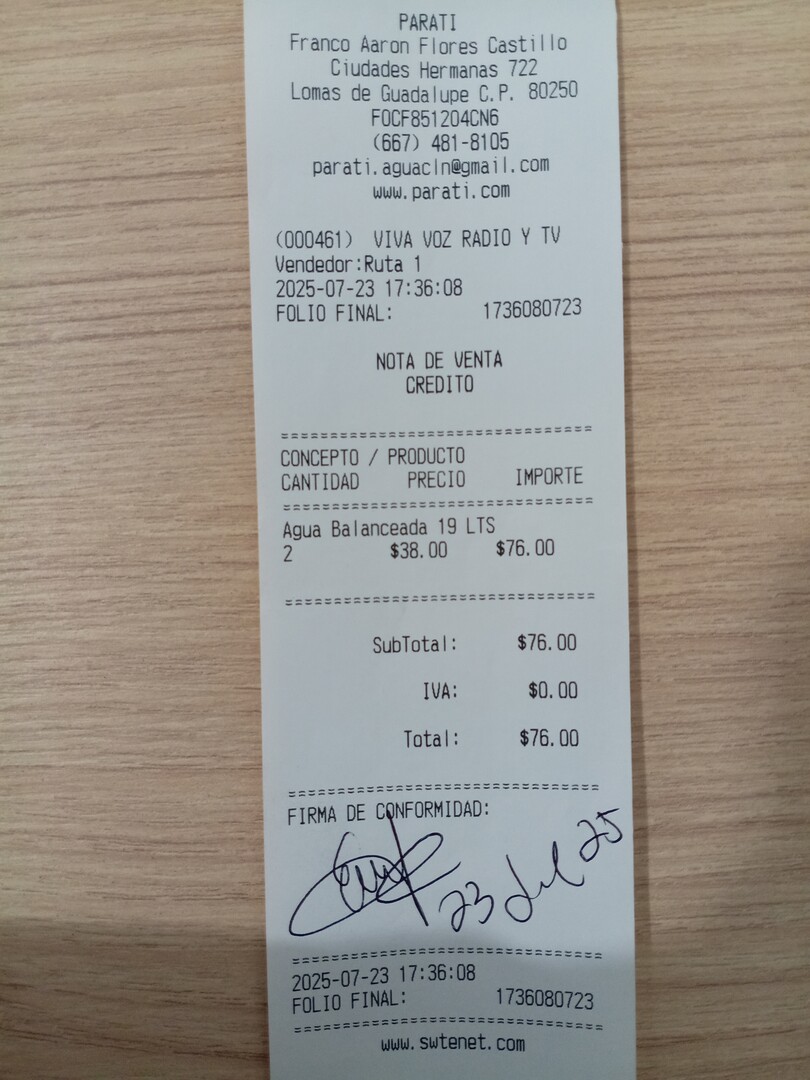 PARATI
Franco Aaron Flores Castillo
Ciudades Hermanas 722
Lomas de Guadalupe C.P. 80250
FOCF851204CN6
(667) 481-8105
parati.aguacln@gmail.com
www.parati.com
(000461) VIVA VOZ RADIO Y TV
Vendedor:Ruta 1
2025-07-23 17:36:08
FOLIO FINAL: 1736080723
NOTA DE VENTA
CREDITO
================================
CONCEPTO / PRODUCTO
CANTIDAD PRECIO IMPORTE
================================
Agua Balanceada 19 LTS
2 $38.00 $76.00
================================
SubTotal: $76.00
IVA: $0.00
Total: $76.00
================================
FIRMA DE CONFORMIDAD:
23 Jul 25
================================
2025-07-23 17:36:08
FOLIO FINAL: 1736080723
================================
www.swtenet.com